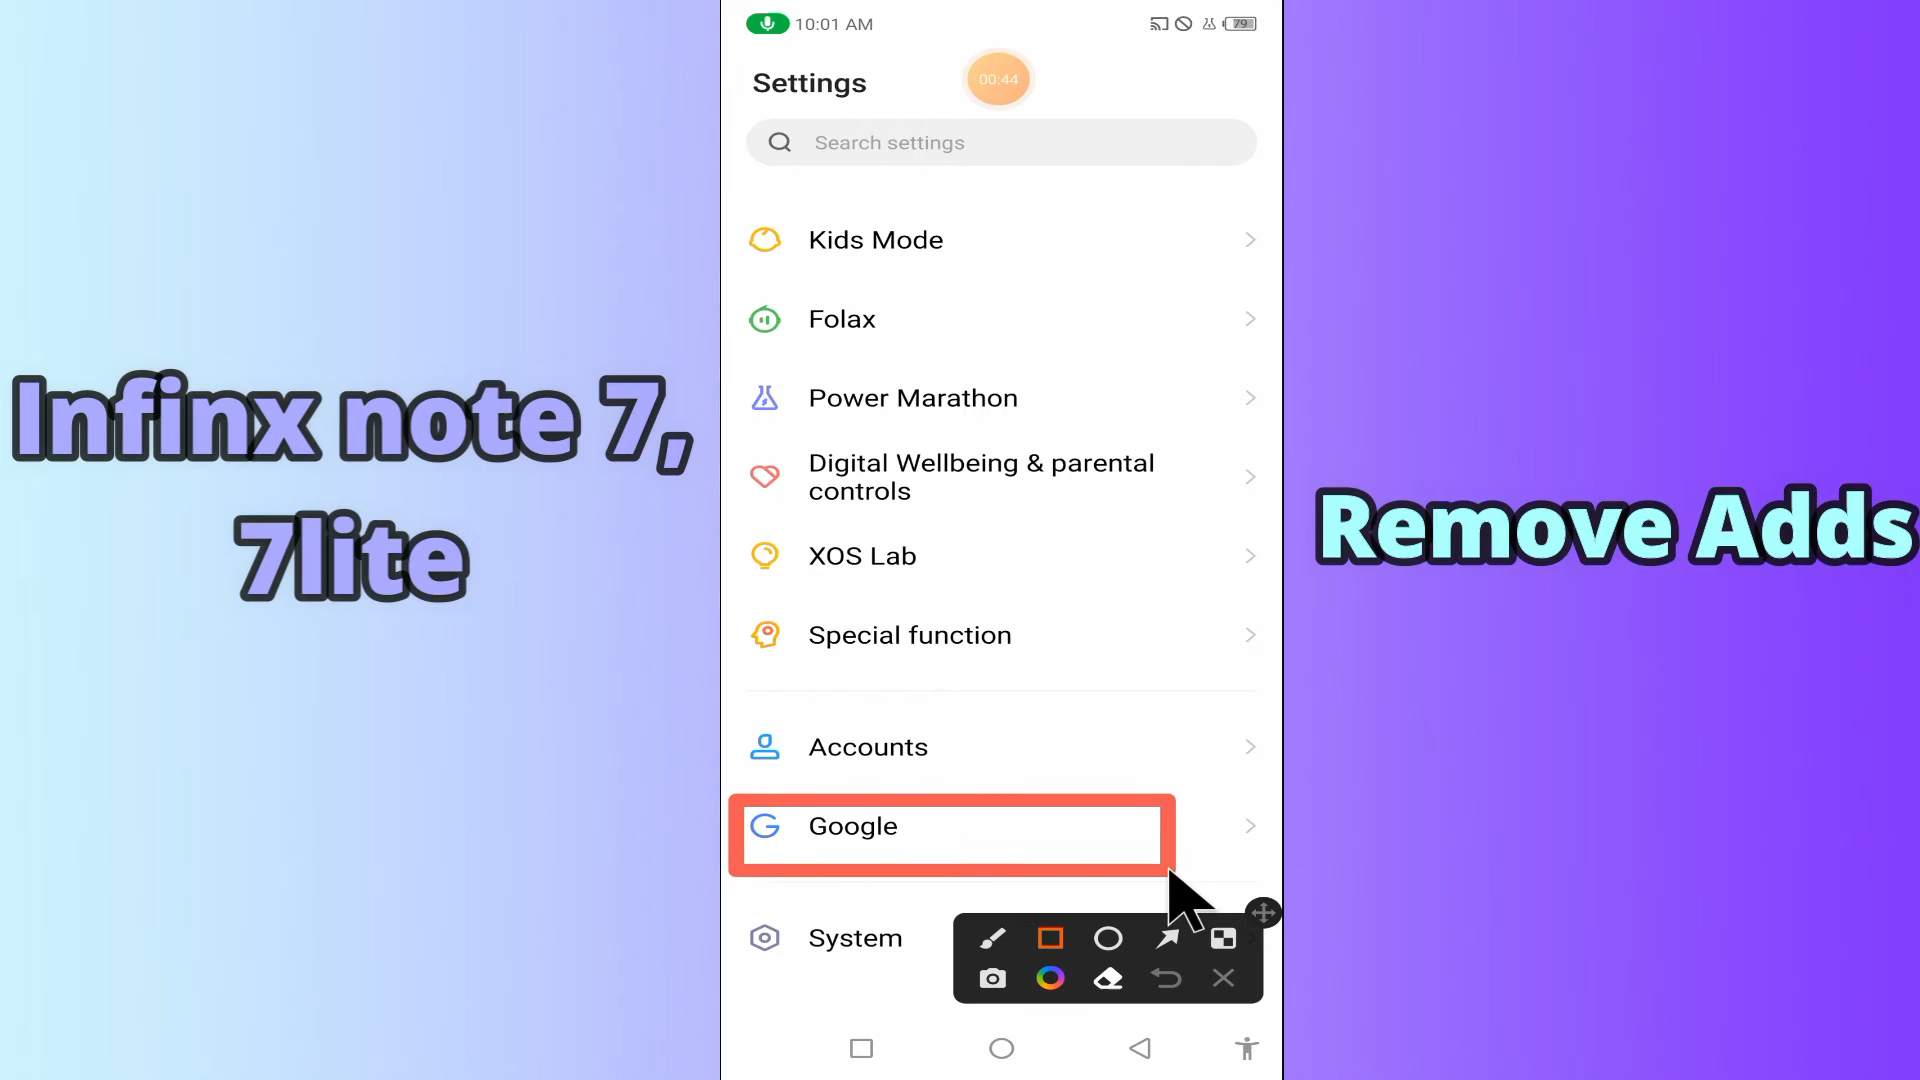 10:01 AM
79
Settings
00:44
Search settings
Kids Mode
Folax
Power Marathon
Digital Wellbeing & parental
controls
XOS Lab
Special function
Accounts
Google
System
Infinx note 7,
7lite
Remove Adds